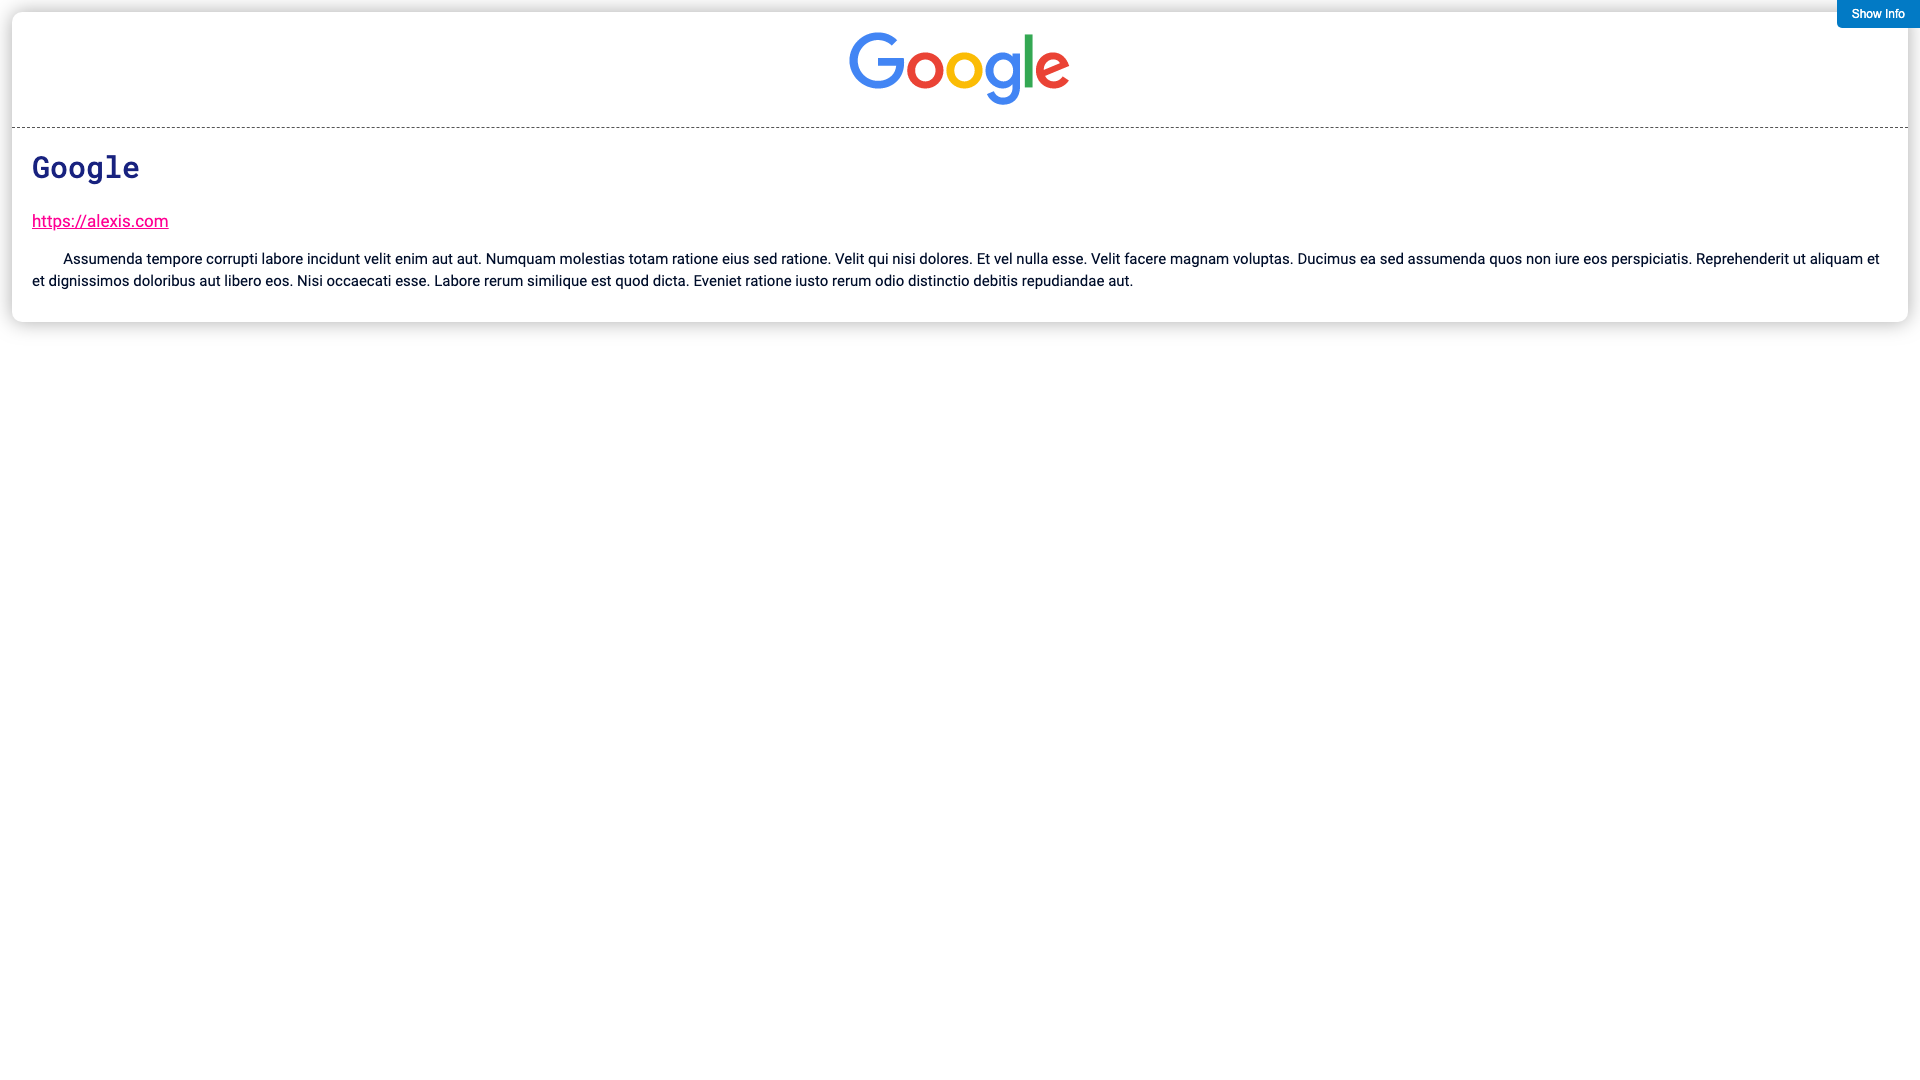 Show Info
Google
Google
https://alexis.com
Assumenda tempore corrupti labore incidunt velit enim aut aut. Numquam molestias totam ratione eius sed ratione. Velit qui nisi dolores. Et vel nulla esse. Velit facere magnam voluptas. Ducimus ea sed assumenda quos non iure eos perspiciatis. Reprehenderit ut aliquam et
et dignissimos doloribus aut libero eos. Nisi occaecati esse. Labore rerum similique est quod dicta. Eveniet ratione iusto rerum odio distinctio debitis repudiandae aut.